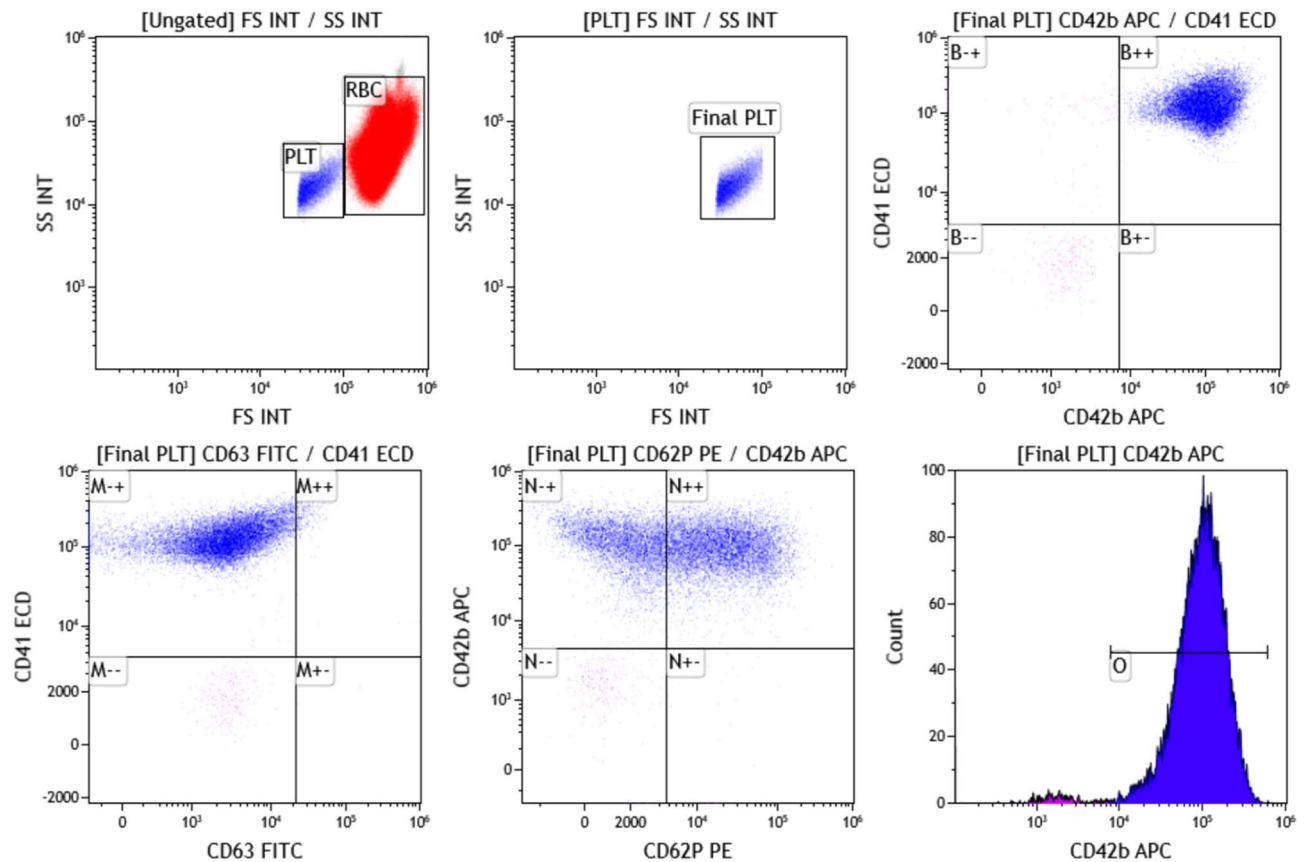 [Ungated] FS INT / SS INT
10⁶
10⁵
10⁴
10³
SS INT
RBC
PLT
10³ 10⁴ 10⁵ 10⁶
FS INT
[PLT] FS INT / SS INT
10⁶
10⁵
10⁴
10³
SS INT
Final PLT
10³ 10⁴ 10⁵ 10⁶
FS INT
[Final PLT] CD42b APC / CD41 ECD
10⁶
10⁵
10⁴
2000
0
-2000
CD41 ECD
B-+ B++
B-- B+-
0 10³ 10⁴ 10⁵ 10⁶
CD42b APC
[Final PLT] CD63 FITC / CD41 ECD
10⁶
10⁵
10⁴
2000
0
-2000
CD41 ECD
M-+ M++
M-- M+-
0 10³ 10⁴ 10⁵ 10⁶
CD63 FITC
[Final PLT] CD62P PE / CD42b APC
10⁶
10⁵
10⁴
10³
0
CD42b APC
N-+ N++
N-- N+-
0 2000 10⁴ 10⁵ 10⁶
CD62P PE
[Final PLT] CD42b APC
100
80
60
40
20
0
Count
O
10³ 10⁴ 10⁵ 10⁶
CD42b APC